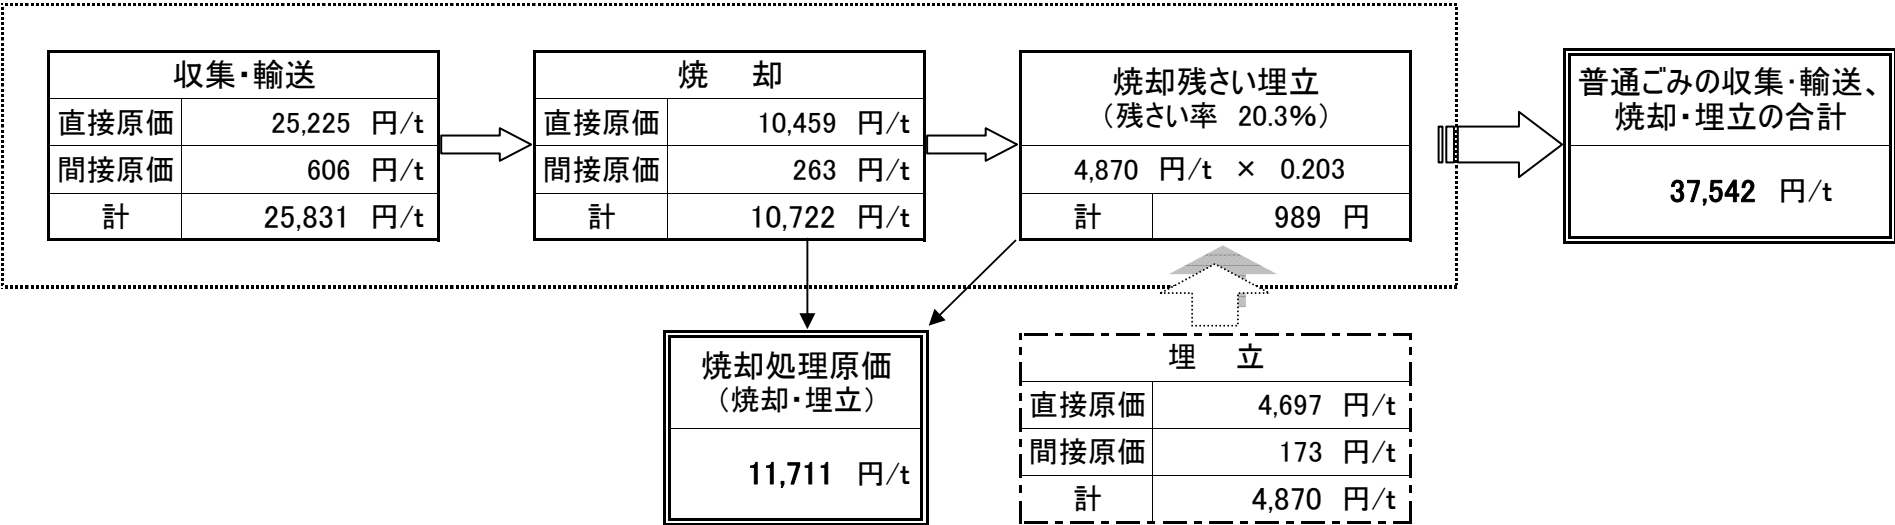 収集・輸送
直接原価 25,225 円/t
間接原価 606 円/t
計 25,831 円/t
焼 却
直接原価 10,459 円/t
間接原価 263 円/t
計 10,722 円/t
焼却残さい埋立
（残さい率 20.3%）
4,870 円/t × 0.203
計 989 円
普通ごみの収集・輸送、
焼却・埋立の合計
37,542 円/t
焼却処理原価
（焼却・埋立）
11,711 円/t
埋 立
直接原価 4,697 円/t
間接原価 173 円/t
計 4,870 円/t